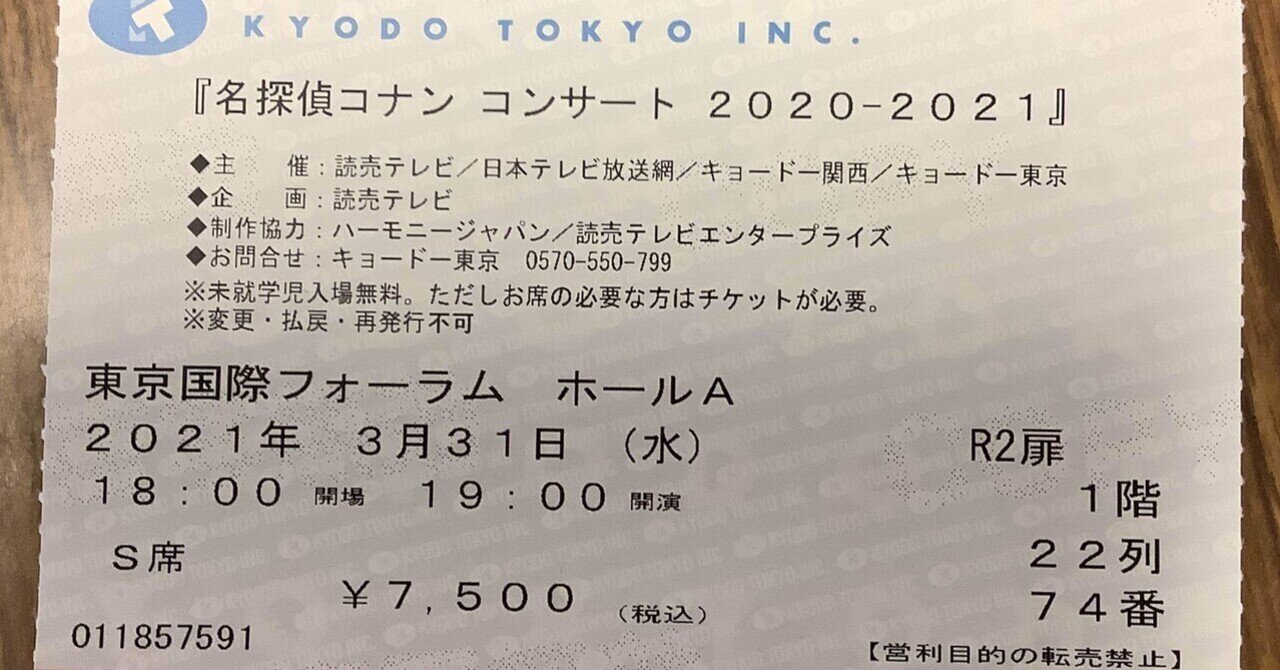 KT KYODO TOKYO INC.
『名探偵コナン コンサート 2020-2021』
◆主　　催：読売テレビ／日本テレビ放送網／キョードー関西／キョードー東京
◆企　　画：読売テレビ
◆制作協力：ハーモニージャパン／読売テレビエンタープライズ
◆お問合せ：キョードー東京　0570-550-799
※未就学児入場無料。ただしお席の必要な方はチケットが必要。
※変更・払戻・再発行不可
東京国際フォーラム　ホールA
2021年　3月31日　（水）
R2扉
18：00 開場　19：00 開演
1階
S席
22列
¥7,500　（税込）
74番
011857591
【営利目的の転売禁止】